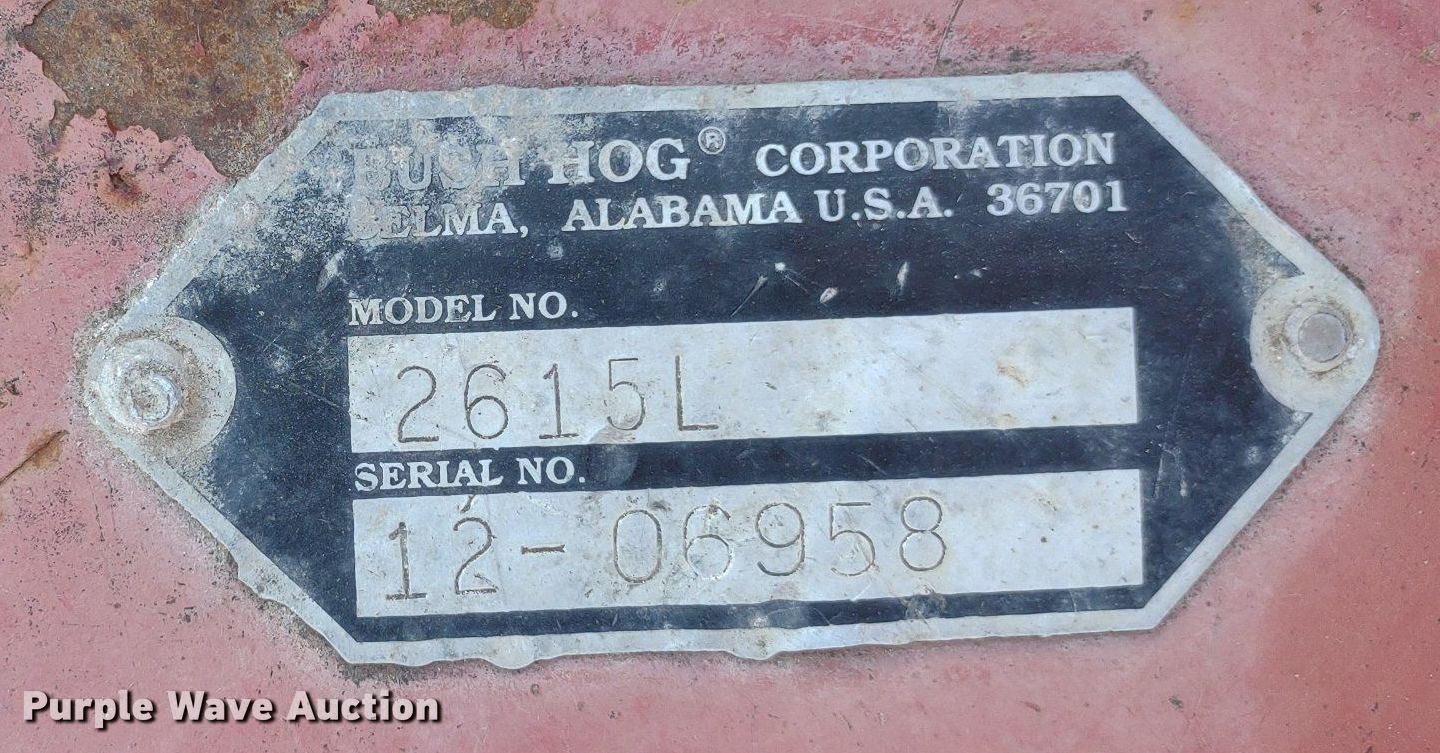 BUSH HOG® CORPORATION
SELMA, ALABAMA U.S.A. 36701
MODEL NO.
2615L
SERIAL NO.
12-06958
Purple Wave Auction